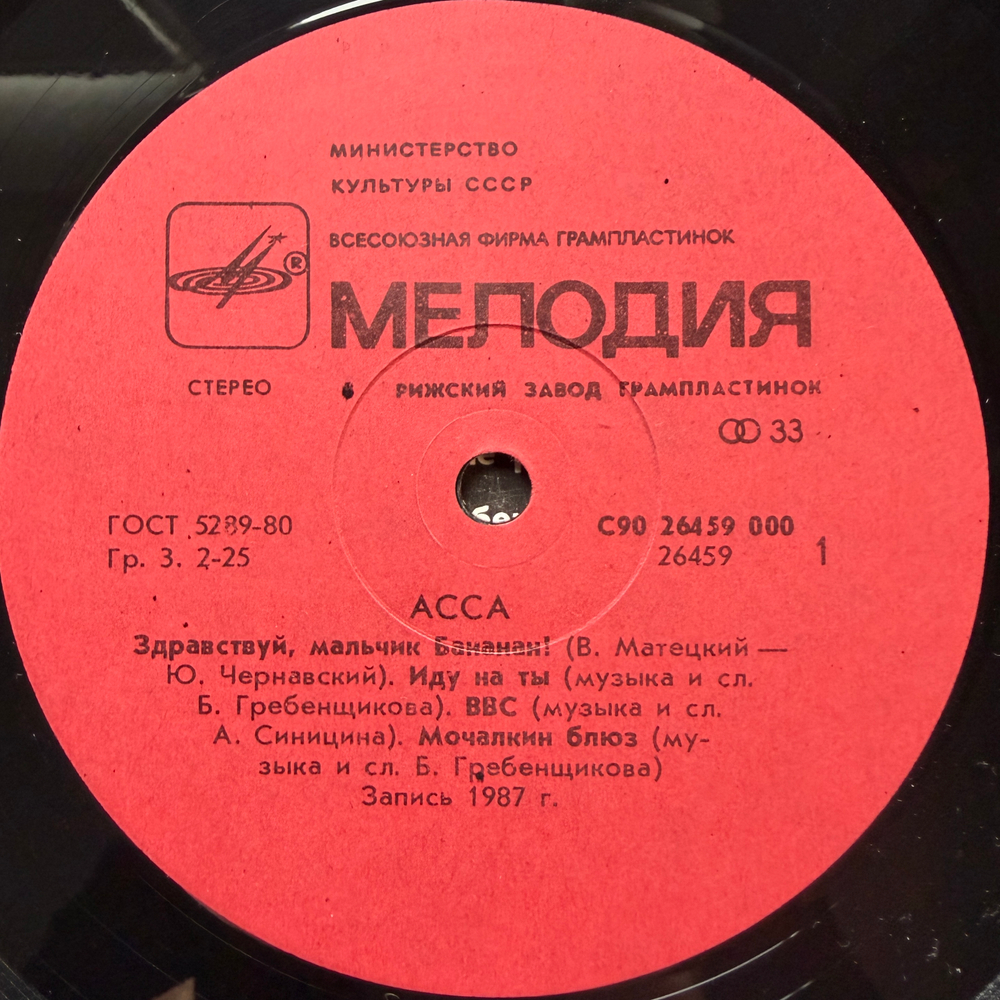 МИНИСТЕРСТВО
КУЛЬТУРЫ СССР
ВСЕСОЮЗНАЯ ФИРМА ГРАМПЛАСТИНОК
®
МЕЛОДИЯ
СТЕРЕО РИЖСКИЙ ЗАВОД ГРАМПЛАСТИНОК
33
ГОСТ 5289-80 С90 26459 000
Гр. 3. 2-25 26459 1
АССА
Здравствуй, мальчик Бананан! (В. Матецкий —
Ю. Чернавский). Иду на ты (музыка и сл.
Б. Гребенщикова). ВВС (музыка и сл.
А. Синицина). Мочалкин блюз (му-
зыка и сл. Б. Гребенщикова)
Запись 1987 г.